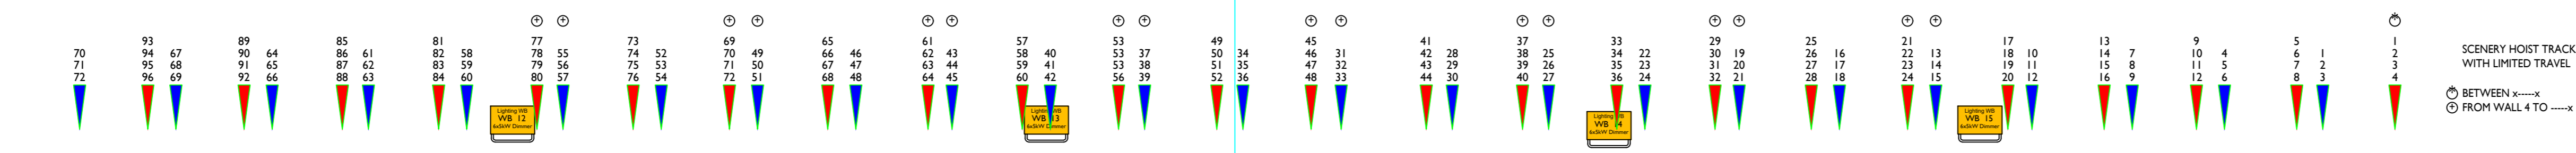 93 89 85 81 77 73 69 65 61 57 53 49 45 41 37 33 29 25 21 17 13 9 5 1
70 94 67 90 64 86 61 82 58 78 55 74 52 70 49 66 46 62 43 58 40 53 37 50 34 46 31 42 28 38 25 34 22 30 19 26 16 22 13 18 10 14 7 10 4 6 1 2
71 95 68 91 65 87 62 83 59 79 56 75 53 71 50 67 47 63 44 59 41 53 38 51 35 47 32 43 29 39 26 35 23 31 20 27 17 23 14 19 11 15 8 11 5 7 2 3
72 96 69 92 66 88 63 84 60 80 57 76 54 72 51 68 48 64 45 60 42 56 39 52 36 48 33 44 30 40 27 36 24 32 21 28 18 24 15 20 12 16 9 12 6 8 3 4
Lighting WB
WB 12
6x5kW Dimmer
Lighting WB
WB 13
6x5kW Dimmer
Lighting WB
WB 4
6x5kW Dimmer
Lighting WB
WB 15
6x5kW Dimmer
SCENERY HOIST TRACK
WITH LIMITED TRAVEL
BETWEEN x-----x
FROM WALL 4 TO -----x